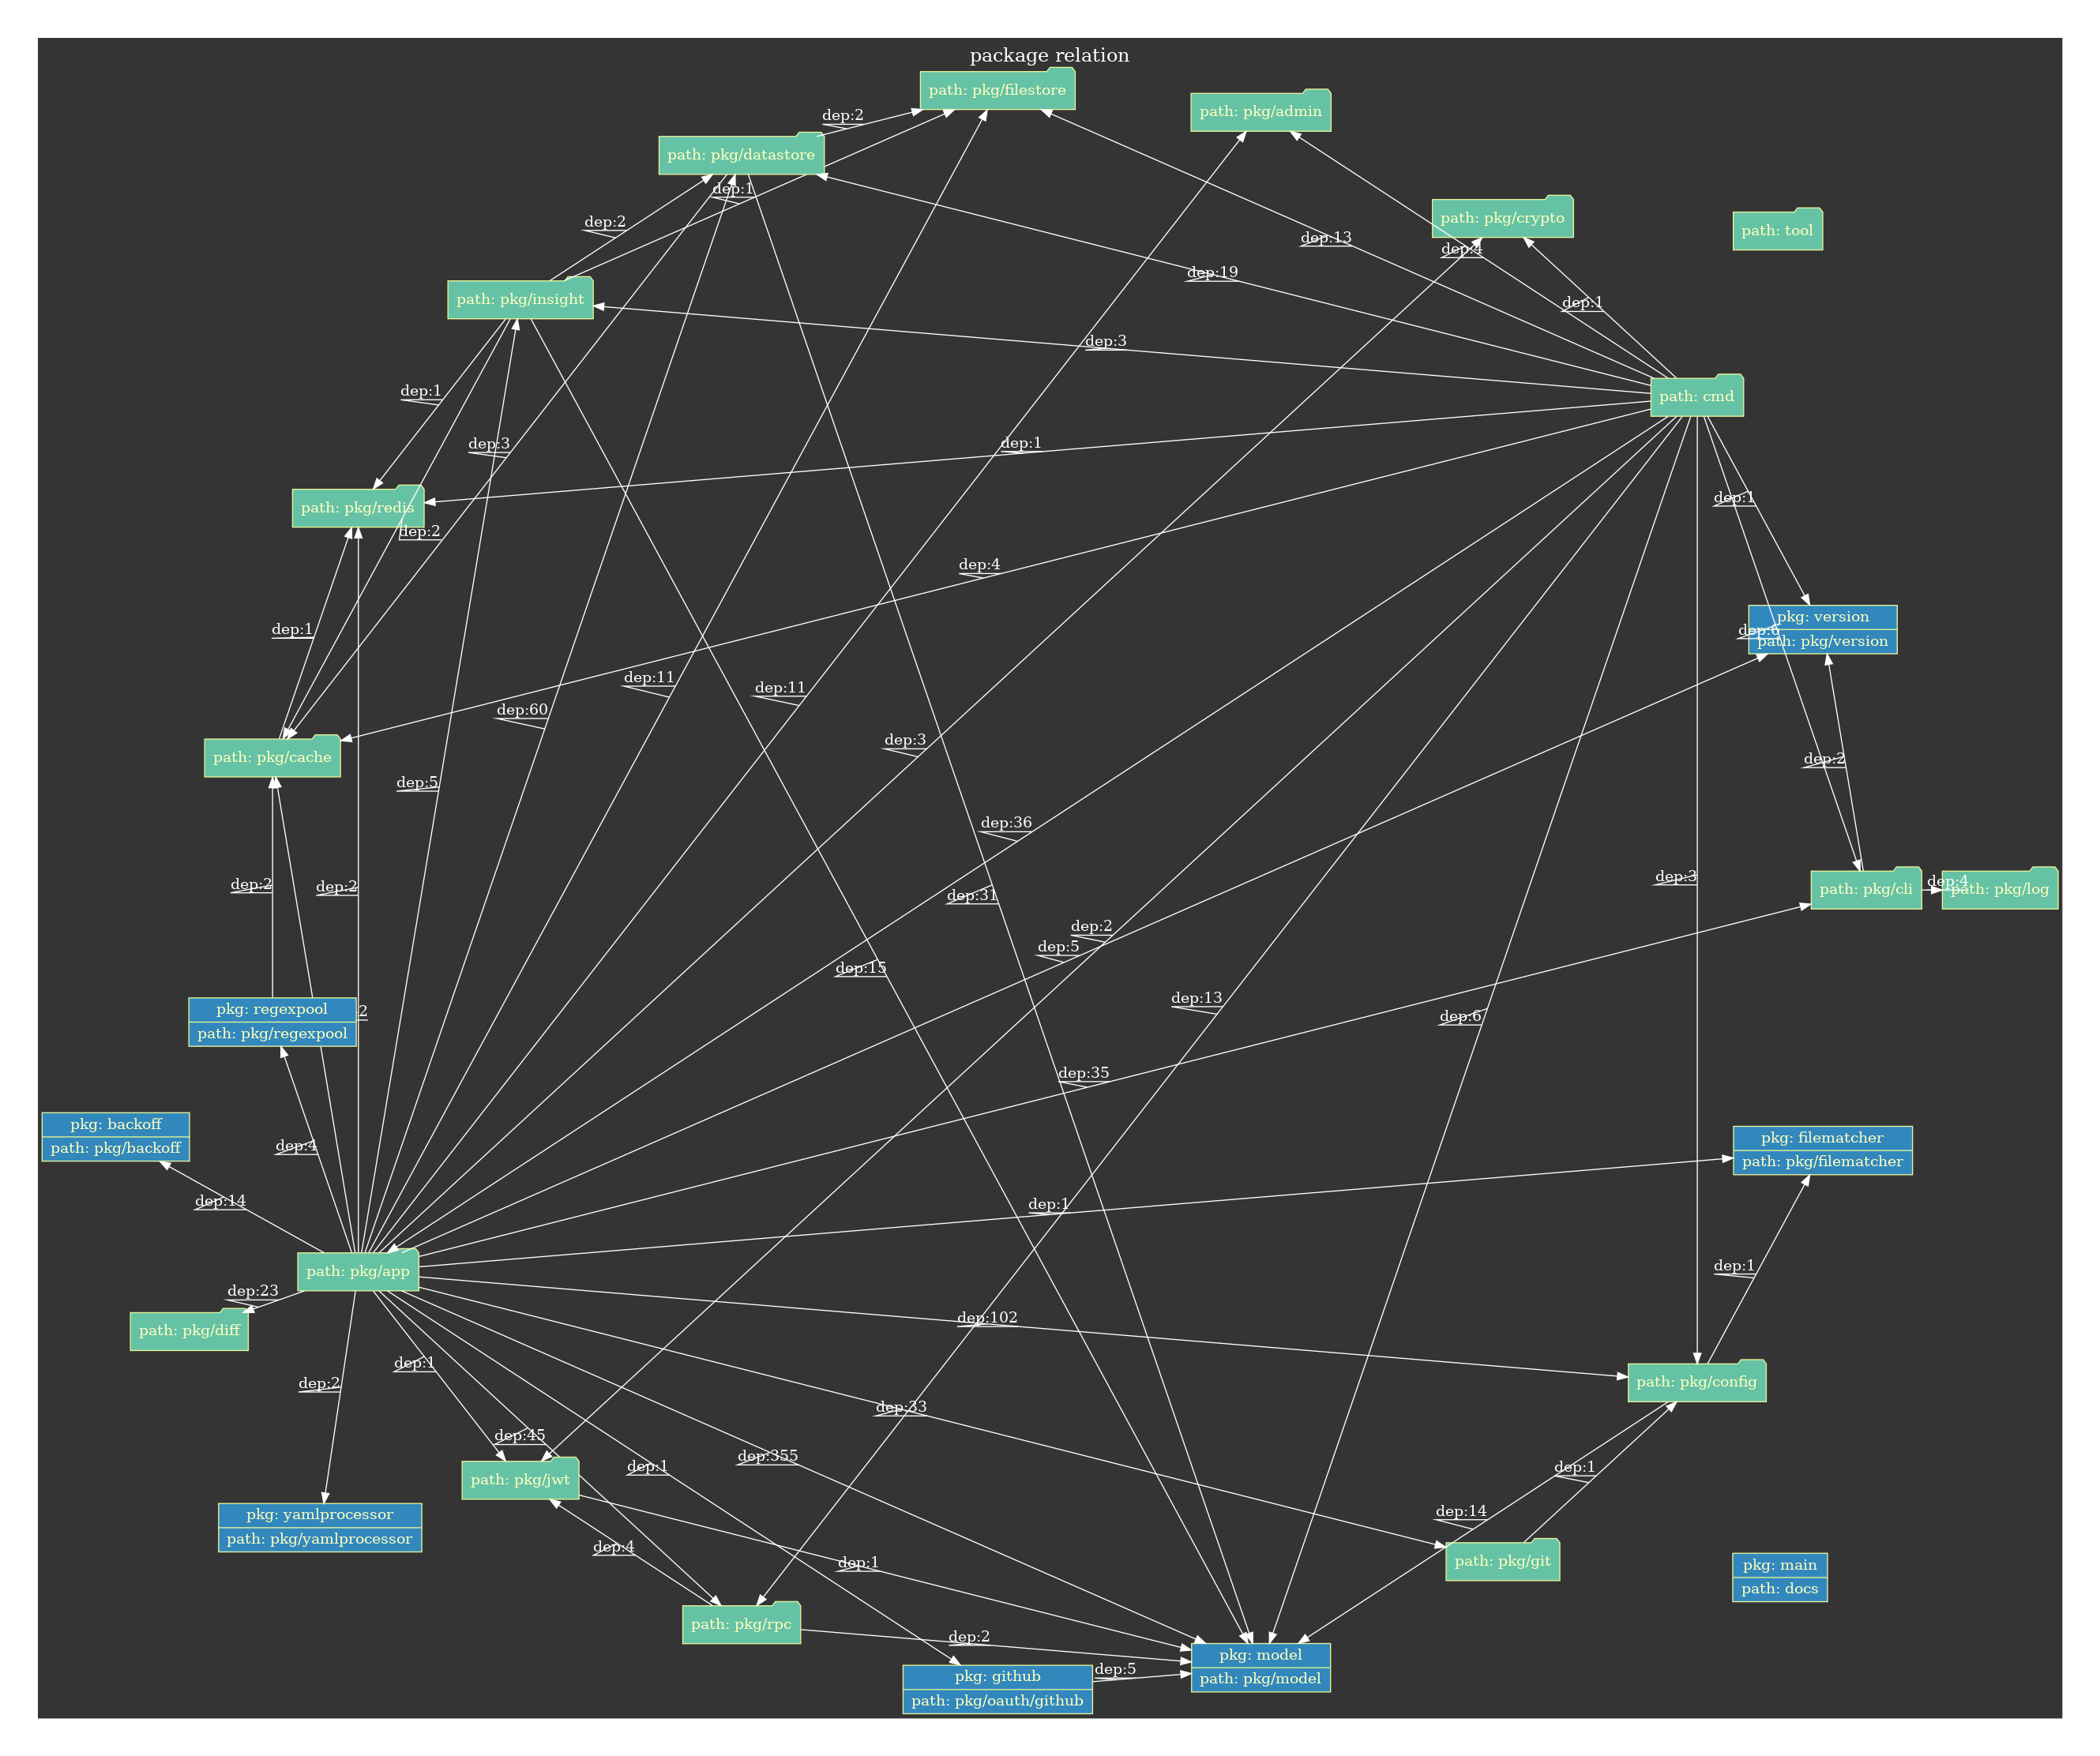 package relation
path: pkg/filestore
path: pkg/admin
dep:2
path: pkg/datastore
dep:1
path: pkg/crypto
dep:2
path: tool
dep:13
dep:4
dep:19
path: pkg/insight
dep:1
dep:3
dep:1
path: cmd
dep:3
dep:1
path: pkg/redis
dep:1
dep:2
dep:4
dep:1
pkg: version
dep:6
path: pkg/version
dep:11
dep:11
dep:60
dep:3
path: pkg/cache
dep:2
dep:5
dep:36
dep:2
dep:2
dep:3
path: pkg/cli
dep:4
path: pkg/log
dep:31
dep:2
dep:5
dep:15
dep:13
pkg: regexpool
path: pkg/regexpool
2
dep:6
dep:35
pkg: backoff
path: pkg/backoff
dep:4
pkg: filematcher
path: pkg/filematcher
dep:14
dep:1
path: pkg/app
dep:1
dep:23
path: pkg/diff
dep:102
dep:1
dep:2
path: pkg/config
dep:33
dep:45
dep:355
dep:1
dep:1
path: pkg/jwt
dep:14
pkg: yamlprocessor
path: pkg/yamlprocessor
dep:4
dep:1
path: pkg/git
pkg: main
path: docs
path: pkg/rpc
dep:2
pkg: model
path: pkg/model
dep:5
pkg: github
path: pkg/oauth/github